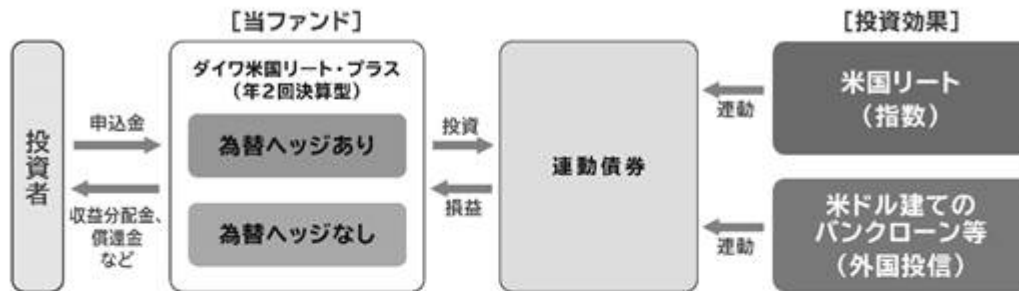 [当ファンド]
[投資効果]
投資者
申込金
収益分配金、
償還金
など
ダイワ米国リート・プラス
(年2回決算型)
為替ヘッジあり
為替ヘッジなし
投資
損益
連動債券
連動
連動
米国リート
(指数)
米ドル建ての
バンクローン等
(外国投信)